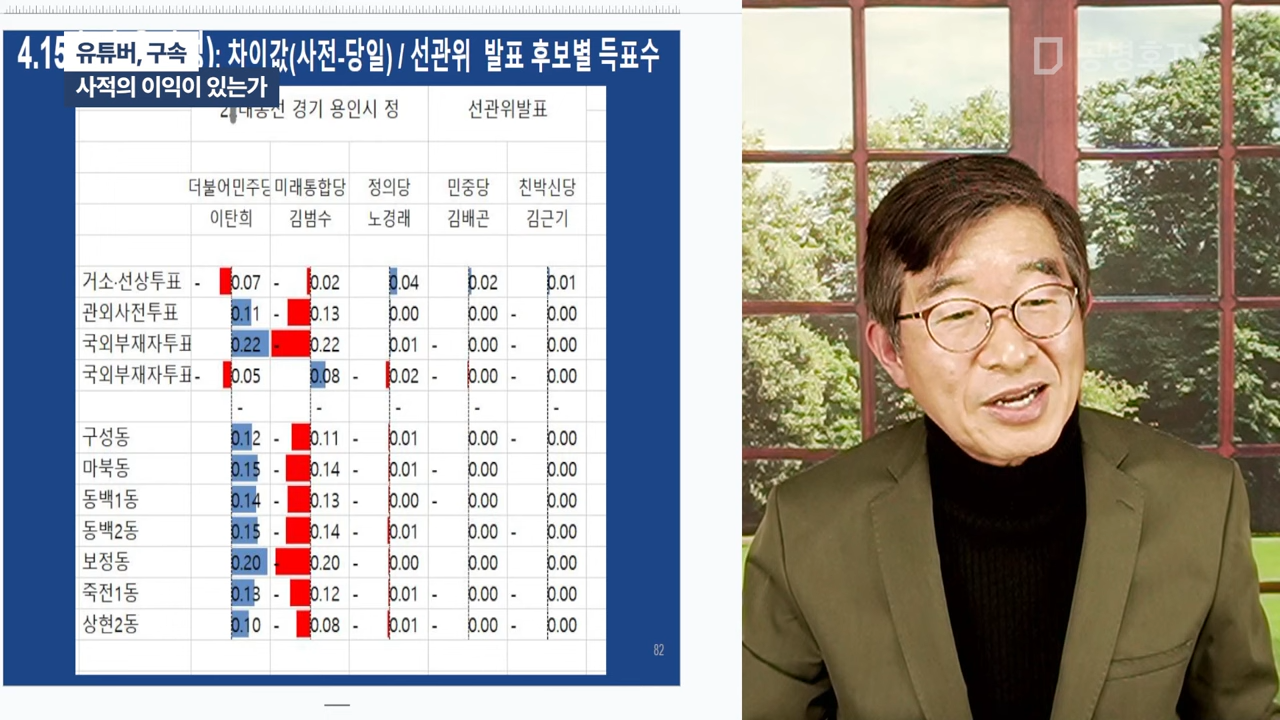 4.15 ): 차이값(사전-당일) / 선관위 발표 후보별 득표수
유튜버, 구속
사적의 이익이 있는가
공병호TV
2 대총선 경기 용인시 정 선관위발표
더불어민주당 미래통합당 정의당 민중당 친박신당
이탄희 김범수 노경래 김배곤 김근기
거소·선상투표 - 0.07 - 0.02 0.04 0.02 0.01
관외사전투표 0.11 - 0.13 0.00 0.00 - 0.00
국외부재자투표 0.22 - 0.22 0.01 - 0.00 0.00
국외부재자투표 - 0.05 0.08 - 0.02 - 0.00 0.00
- - - - -
구성동 0.12 - 0.11 - 0.01 0.00 - 0.00
마북동 0.15 - 0.14 - 0.01 - 0.00 0.00
동백1동 0.14 - 0.13 - 0.00 - 0.00 0.00
동백2동 0.15 - 0.14 - 0.01 0.00 - 0.00
보정동 0.20 - 0.20 - 0.00 0.00 0.00
죽전1동 0.13 - 0.12 - 0.01 - 0.00 - 0.00
상현2동 0.10 - 0.08 - 0.01 - 0.00 - 0.00
82